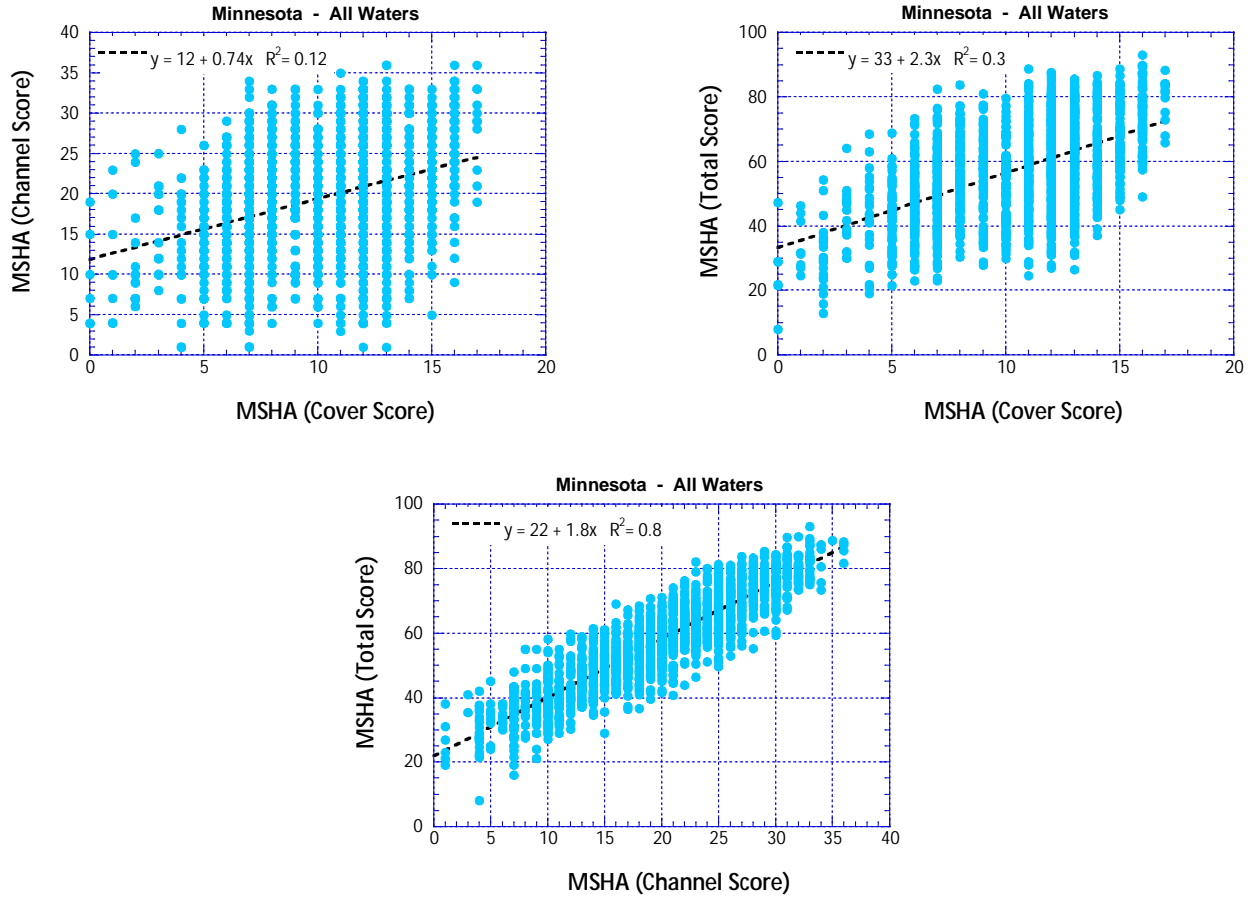 Minnesota - All Waters
y = 12 + 0.74x R² = 0.12
MSHA (Channel Score)
40
35
30
25
20
15
10
5
0
0 5 10 15 20
MSHA (Cover Score)
Minnesota - All Waters
y = 33 + 2.3x R² = 0.3
MSHA (Total Score)
100
80
60
40
20
0
0 5 10 15 20
MSHA (Cover Score)
Minnesota - All Waters
y = 22 + 1.8x R² = 0.8
MSHA (Total Score)
100
80
60
40
20
0
0 5 10 15 20 25 30 35 40
MSHA (Channel Score)